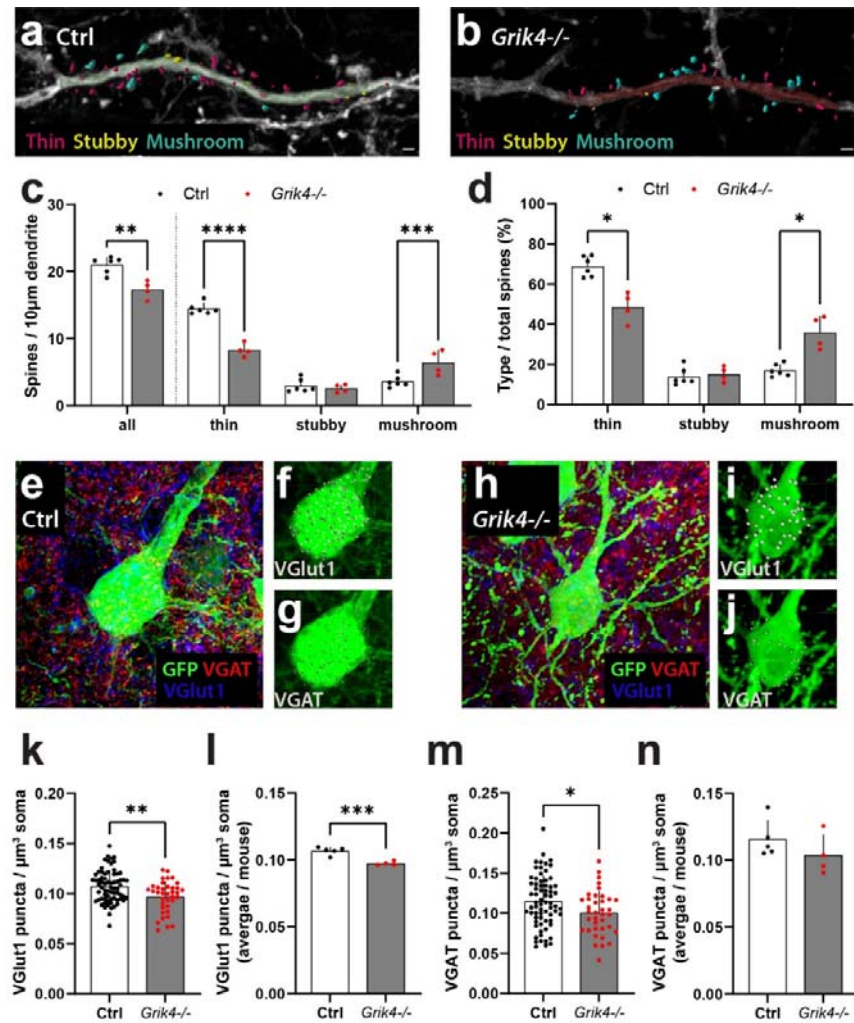 a Ctrl
Thin Stubby Mushroom
b Grik4-/-
Thin Stubby Mushroom
c
Ctrl Grik4-/-
Spines / 10µm dendrite
30
20
10
0
** **** ***
all thin stubby mushroom
d
Ctrl Grik4-/-
Type / total spines (%)
100
80
60
40
20
0
* *
thin stubby mushroom
e
Ctrl
GFP VGAT
VGlut1
f
VGlut1
g
VGAT
h
Grik4-/-
GFP VGAT
VGlut1
i
VGlut1
j
VGAT
k
VGlut1 puncta / µm³ soma
0.20
0.15
0.10
0.05
0.00
**
Ctrl Grik4-/-
l
VGlut1 puncta / µm³ soma
(avergae / mouse)
0.15
0.10
0.05
0.00
***
Ctrl Grik4-/-
m
VGAT puncta / µm³ soma
0.25
0.20
0.15
0.10
0.05
0.00
*
Ctrl Grik4-/-
n
VGAT puncta / µm³ soma
(avergae / mouse)
0.15
0.10
0.05
0.00
Ctrl Grik4-/-